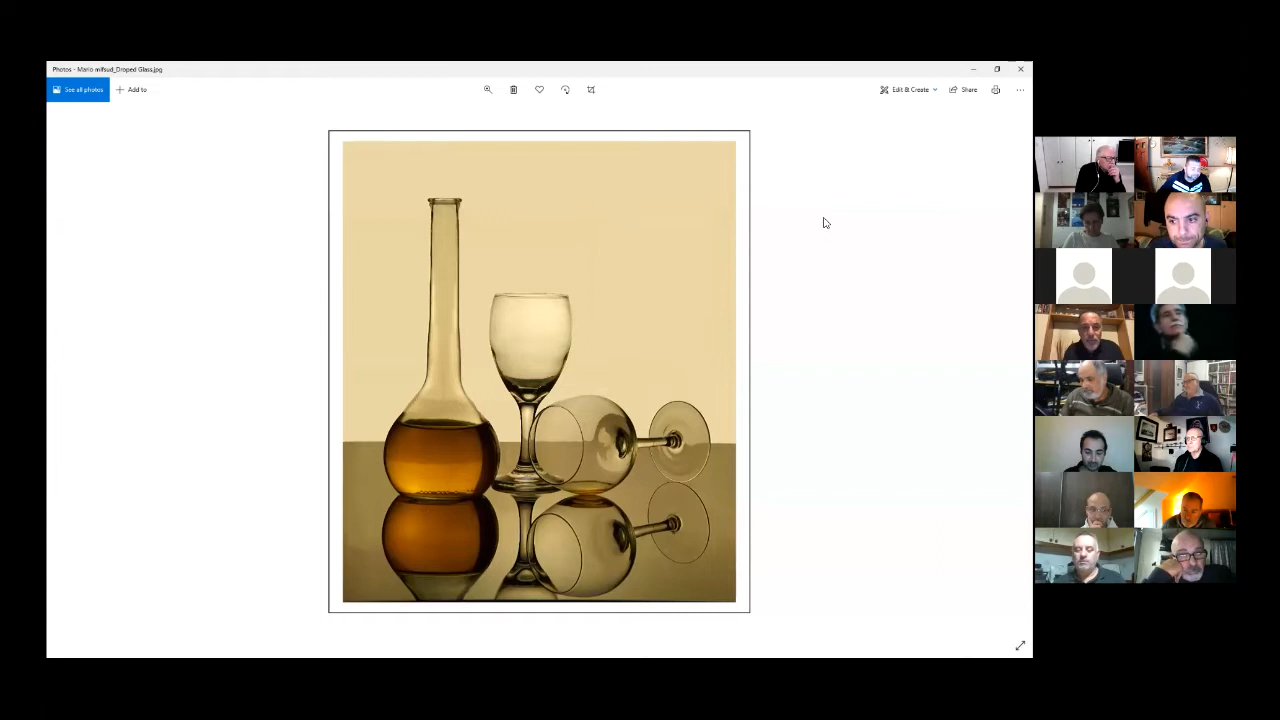 Photos - Mario mifsud_Droped Glass.jpg
See all photos
Add to
Edit & Create
Share